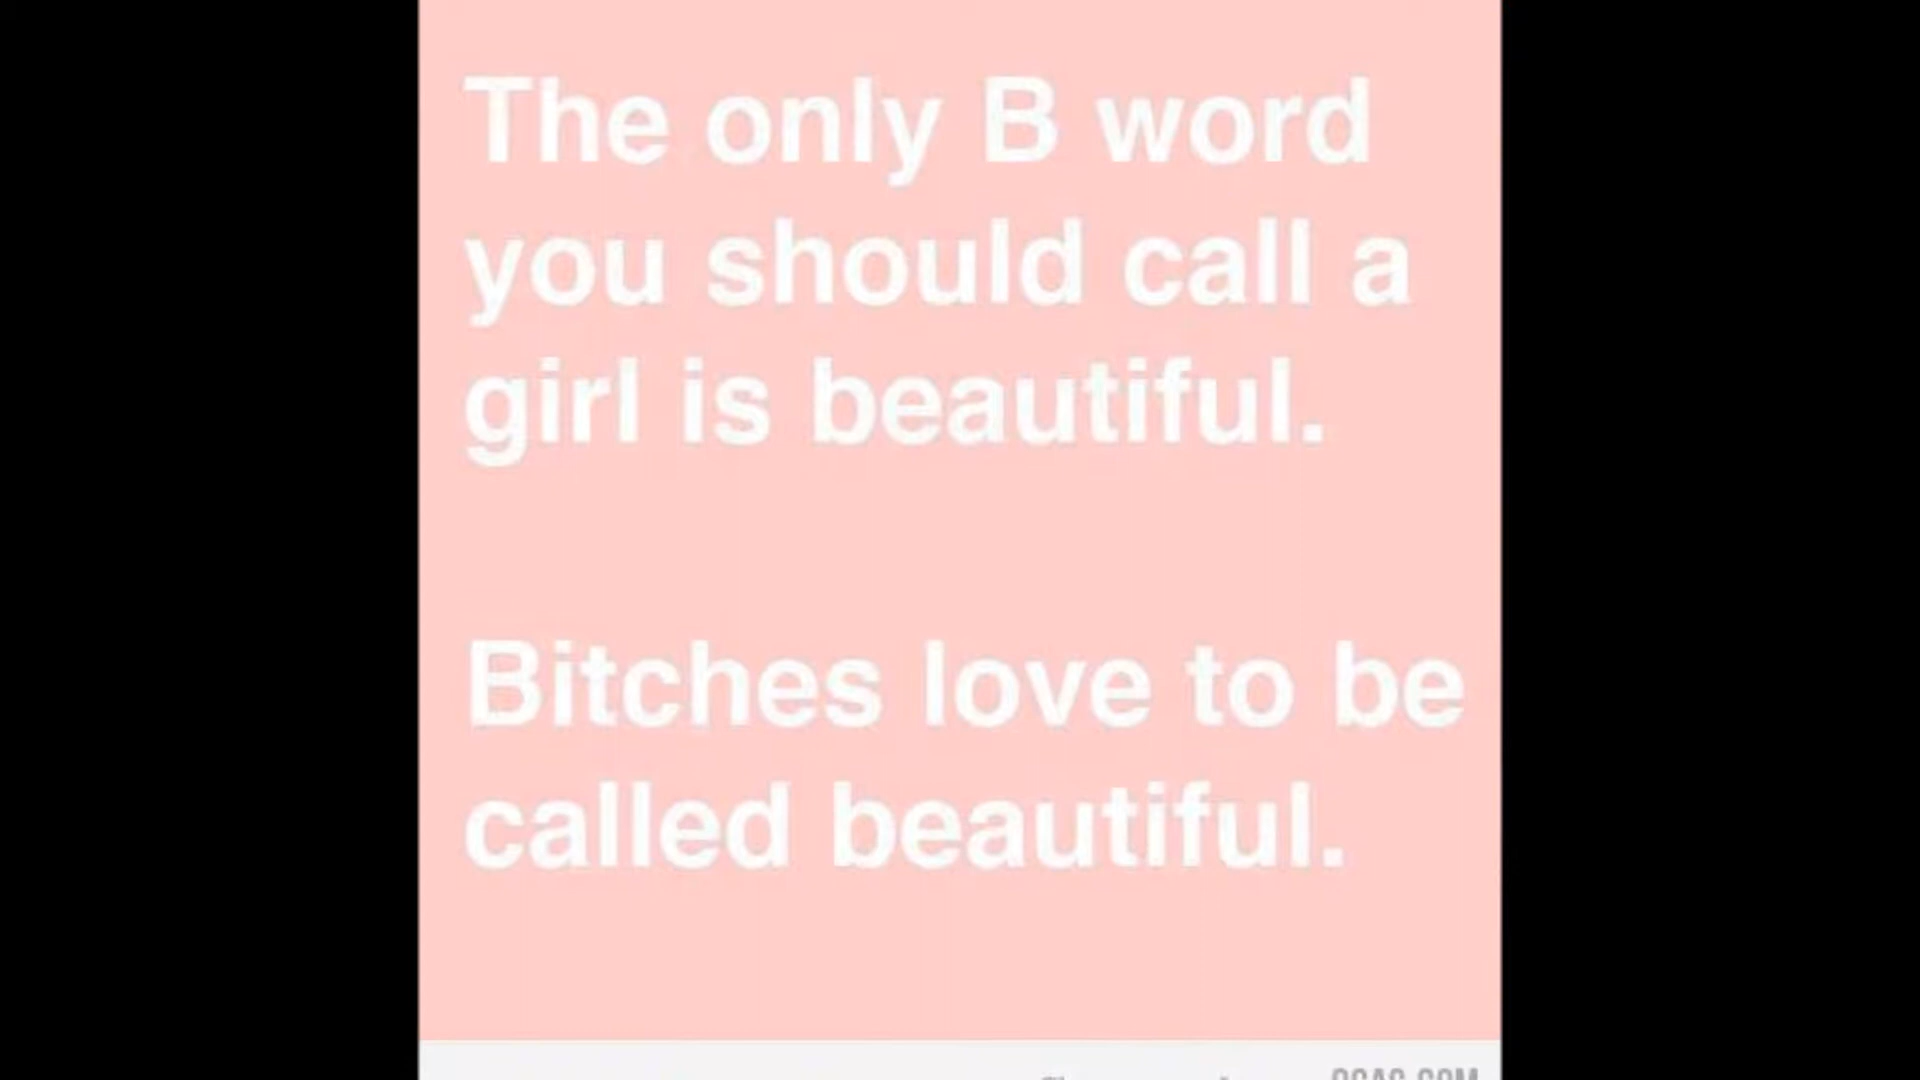 The only B word
you should call a
girl is beautiful.
Bitches love to be
called beautiful.